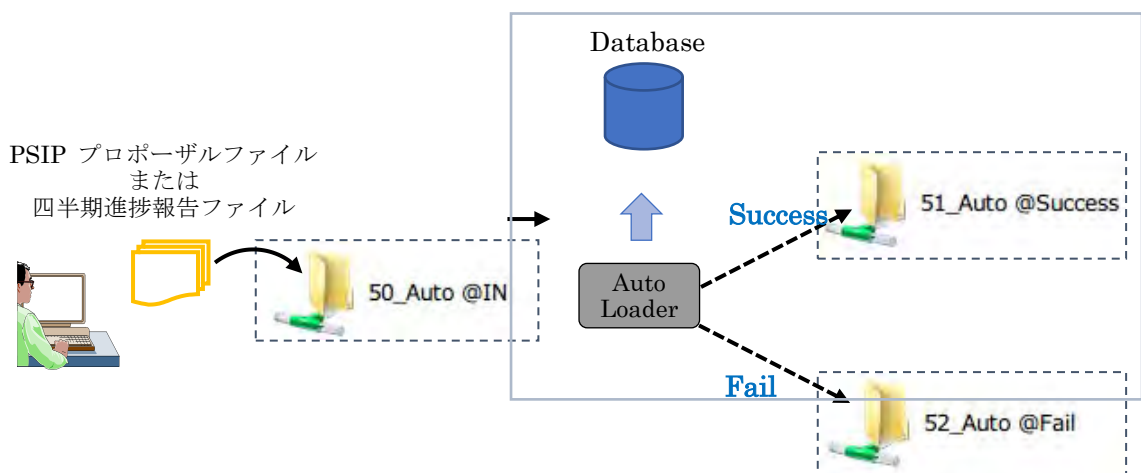 Database
PSIP プロポーザルファイル
または
四半期進捗報告ファイル
50_Auto @IN
Auto
Loader
Success
51_Auto @Success
Fail
52_Auto @Fail